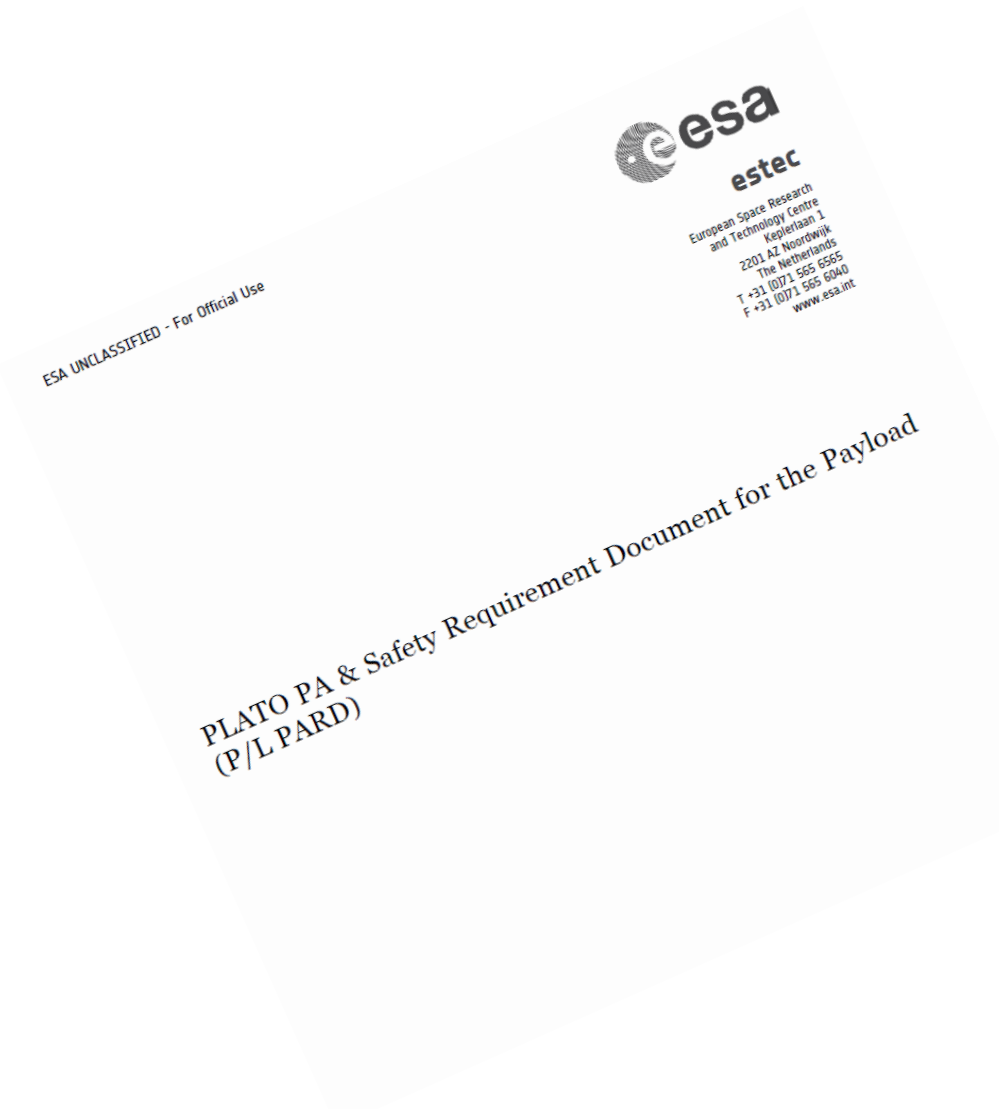 esa
estec
European Space Research
and Technology Centre
Keplerlaan 1
2201 AZ Noordwijk
The Netherlands
T +31 (0)71 565 6565
F +31 (0)71 565 6040
www.esa.int
ESA UNCLASSIFIED - For Official Use
PLATO PA & Safety Requirement Document for the Payload
(P/L PARD)